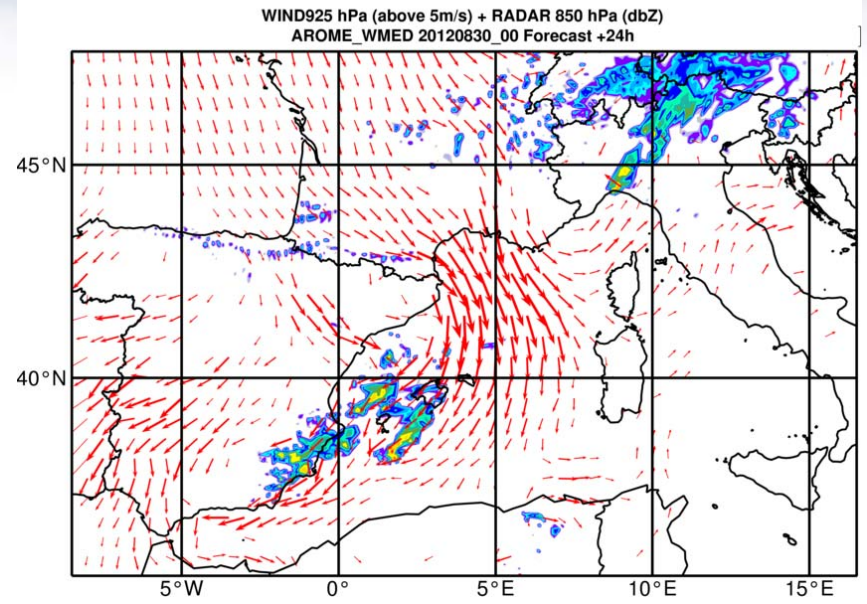 WIND925 hPa (above 5m/s) + RADAR 850 hPa (dbZ)
AROME_WMED 20120830_00 Forecast +24h
45°N
40°N
5°W 0° 5°E 10°E 15°E